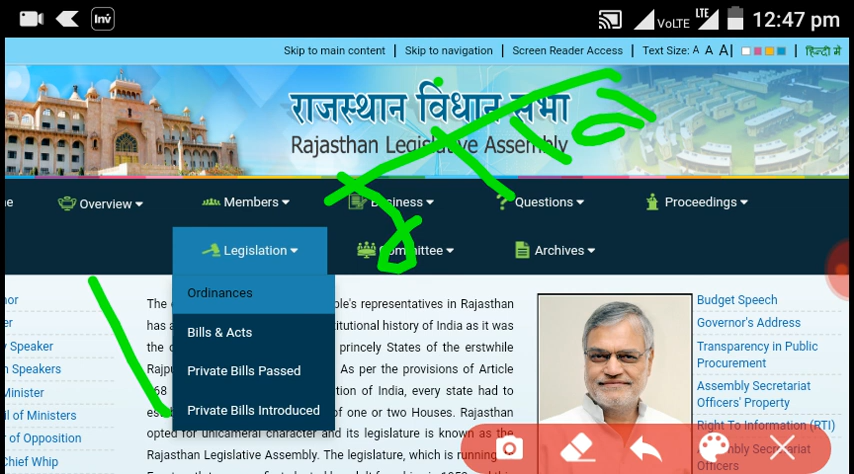 Inv VoLTE LTE 12:47 pm
Skip to main content | Skip to navigation | Screen Reader Access | Text Size: A A A| | हिन्दी में
राजस्थान विधान सभा
Rajasthan Legislative Assembly
Overview Members Business Questions Proceedings
Legislation Committee Archives
Ordinances
Bills & Acts
Private Bills Passed
Private Bills Introduced
Speaker
Speakers
Minister
of Ministers
of Opposition
Chief Whip
The ple's representatives in Rajasthan
has a titutional history of India as it was
the princely States of the erstwhile
As per the provisions of Article
68 tion of India, every state had to
of one or two Houses. Rajasthan
opted for unicameral character and its legislature is known as the
Rajasthan Legislative Assembly. The legislature, which is running
Budget Speech
Governor's Address
Transparency in Public
Procurement
Assembly Secretariat
Officers' Property
Right To Information (RTI)
Assembly Secretariat
Officers